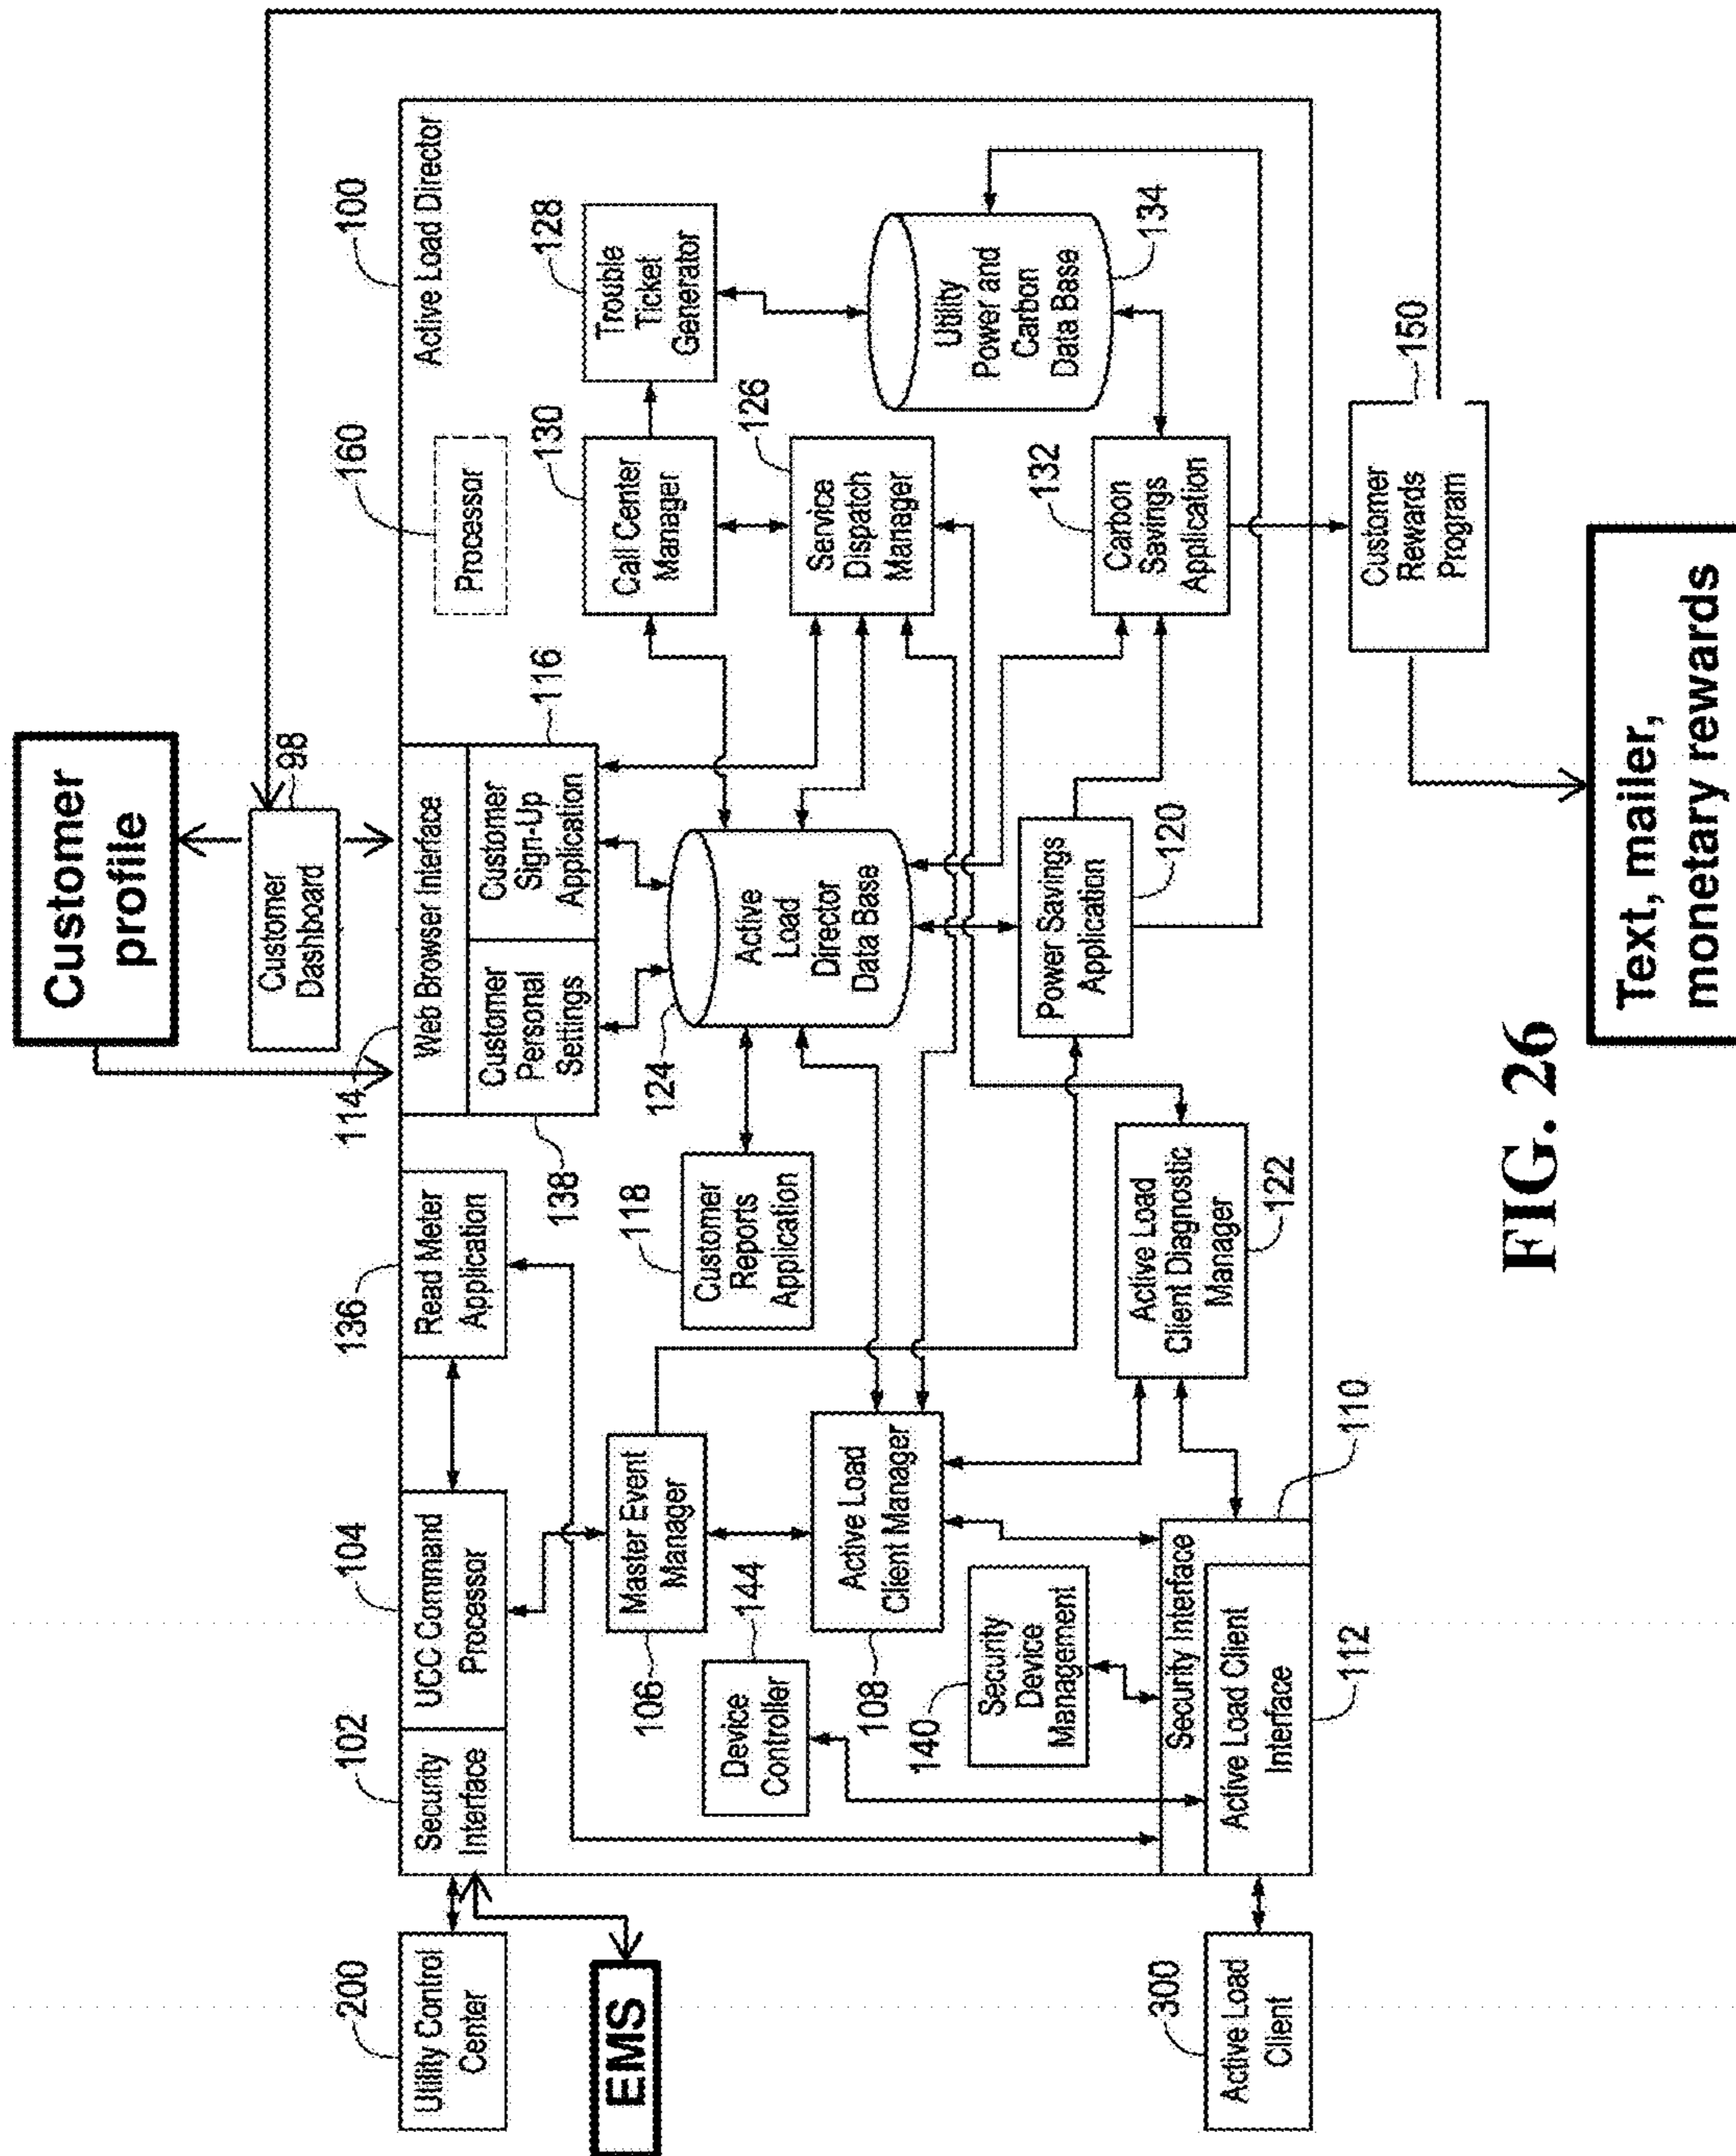 Customer
profile
Customer
Dashboard
98
100
Active Load Director
200
Utility Control
Center
EMS
102
Security
Interface
104
UCC Command
Processor
136
Read Meter
Application
114
Web Browser Interface
Customer
Personal
Settings
138
Customer
Sign-Up
Application
116
160
Processor
130
Call Center
Manager
128
Trouble
Ticket
Generator
106
Master Event
Manager
144
Device
Controller
118
Customer
Reports
Application
124
Active
Load
Director
Data Base
126
Service
Dispatch
Manager
Utility
Power and
Carbon
Data Base
134
108
Active Load
Client Manager
140
Security
Device
Management
120
Power Savings
Application
132
Carbon
Savings
Application
Active Load
Client Diagnostic
Manager
122
110
Security Interface
Active Load Client
Interface
112
300
Active Load
Client
Customer
Rewards
Program
150
Text, mailer,
monetary rewards
FIG. 26